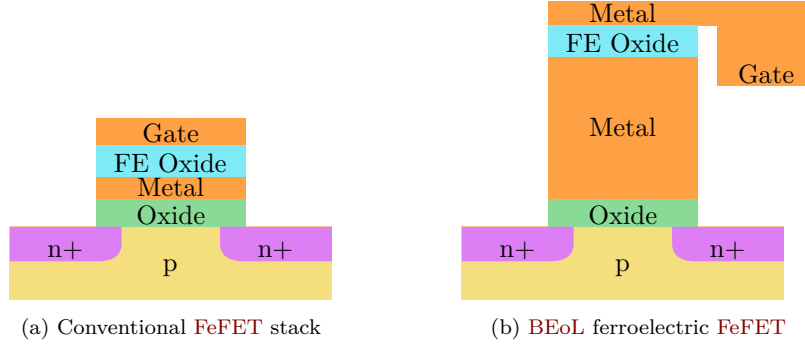 Gate
FE Oxide
Metal
Oxide
n+
n+
p
(a) Conventional FeFET stack
Metal
FE Oxide
Gate
Metal
Oxide
n+
n+
p
(b) BEoL ferroelectric FeFET